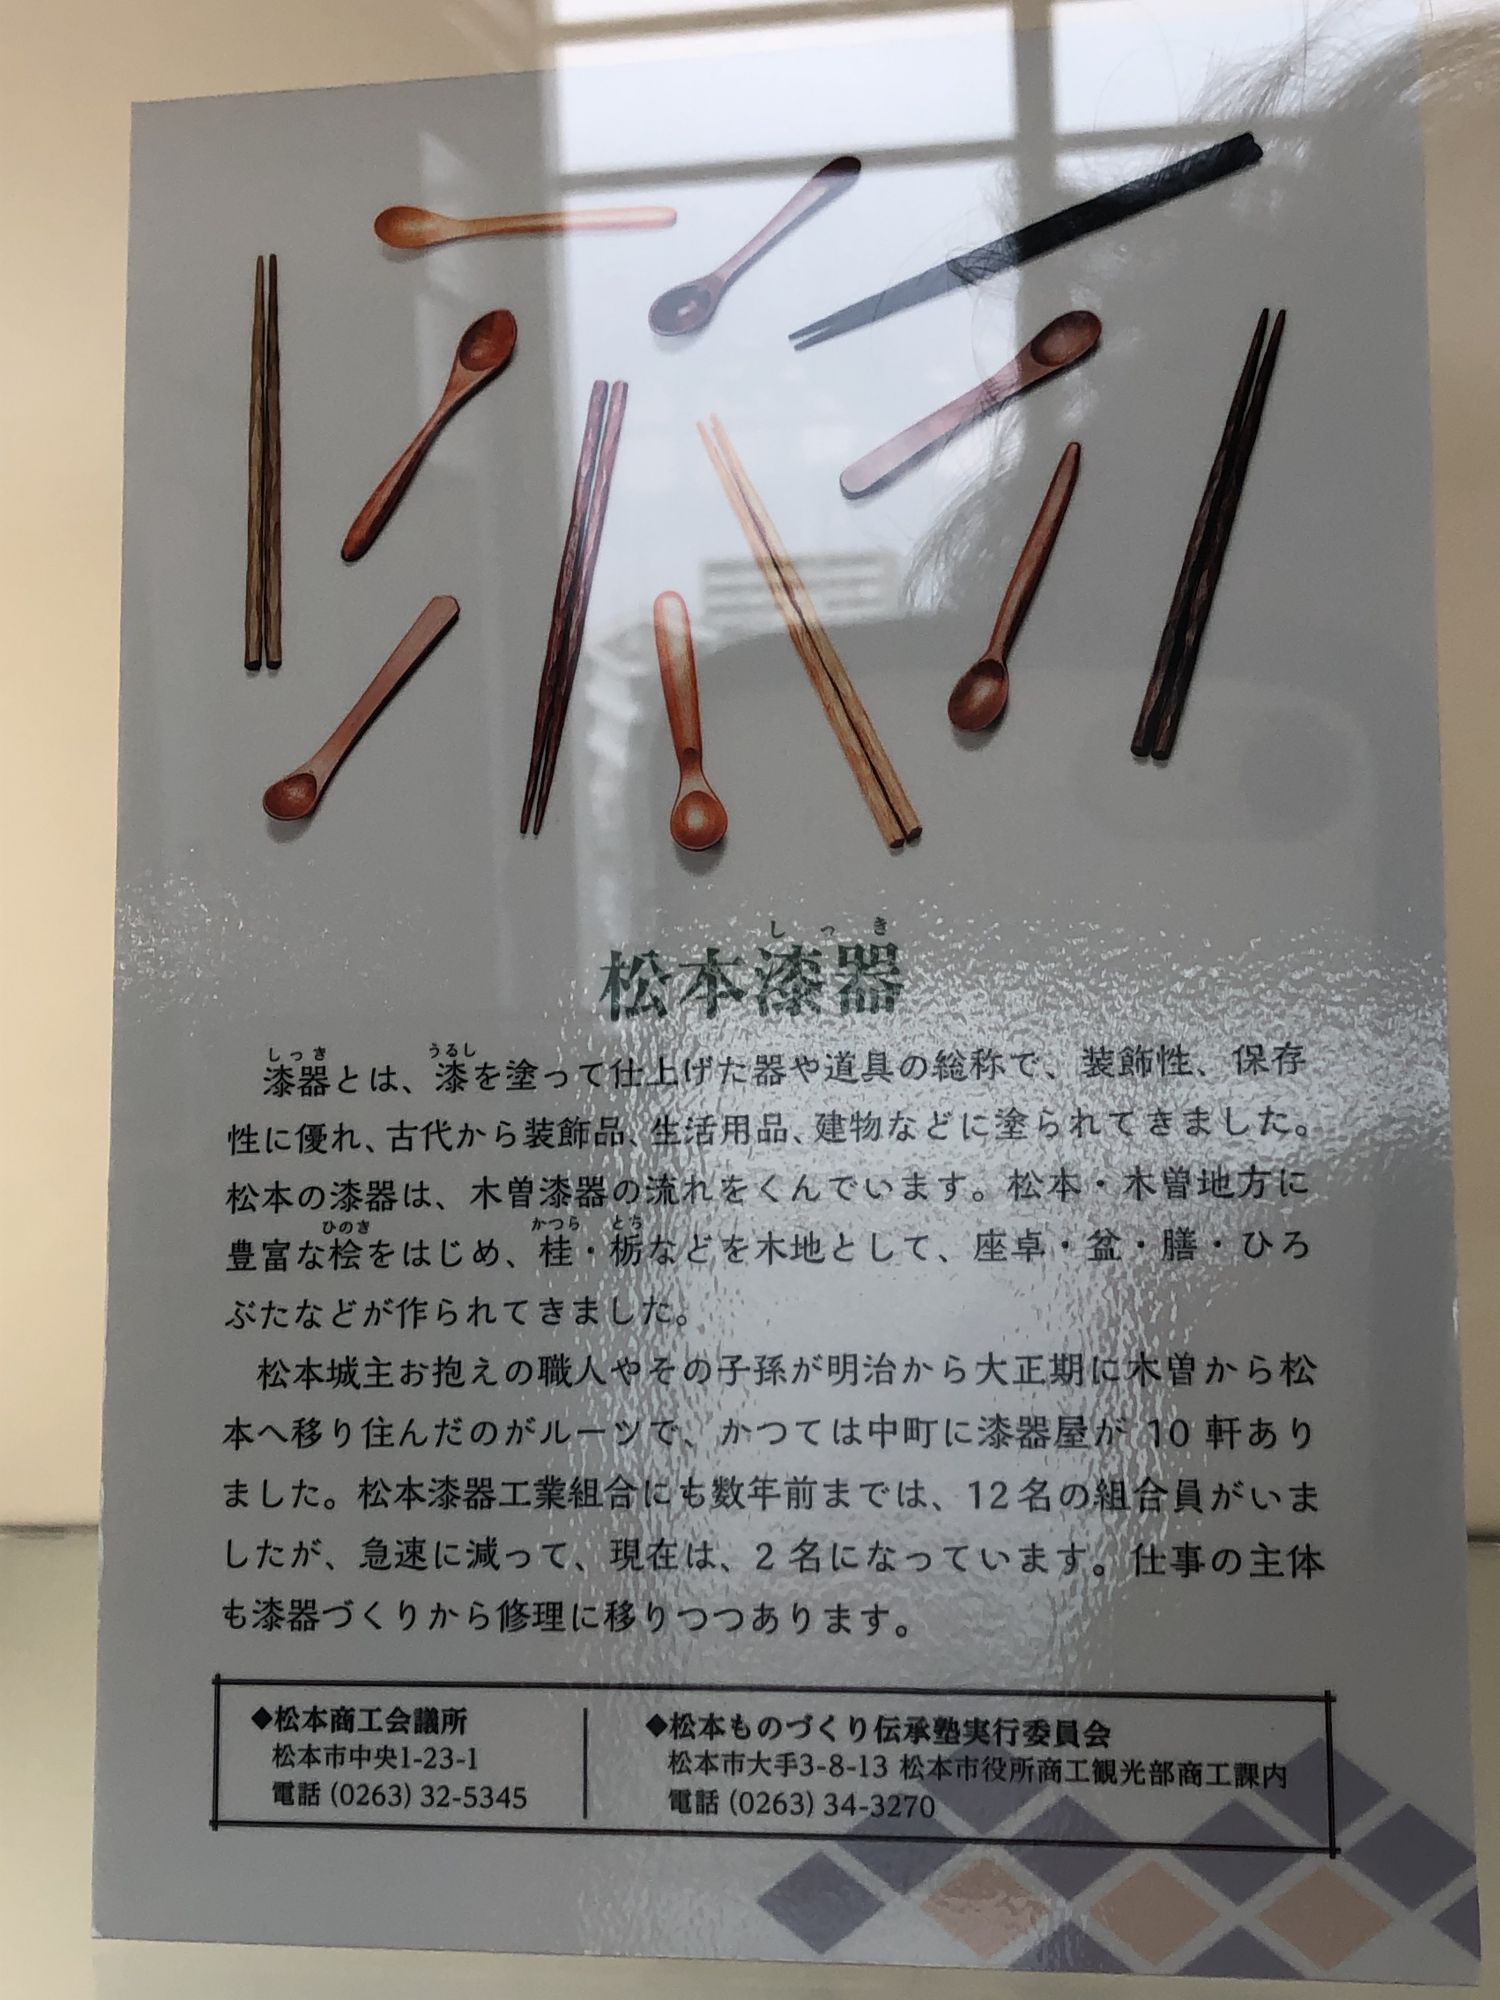 しっき
松本漆器
しっき うるし
漆器とは、漆を塗って仕上げた器や道具の総称で、装飾性、保存
性に優れ、古代から装飾品、生活用品、建物などに塗られてきました。
松本の漆器は、木曽漆器の流れをくんでいます。松本・木曽地方に
ひのき かつら とち
豊富な桧をはじめ、桂・栃などを木地として、座卓・盆・膳・ひろ
ぶたなどが作られてきました。
松本城主お抱えの職人やその子孫が明治から大正期に木曽から松
本へ移り住んだのがルーツで、かつては中町に漆器屋が 10 軒あり
ました。松本漆器工業組合にも数年前までは、12名の組合員がいま
したが、急速に減って、現在は、2 名になっています。仕事の主体
も漆器づくりから修理に移りつつあります。
◆松本商工会議所
松本市中央1-23-1
電話 (0263) 32-5345
◆松本ものづくり伝承塾実行委員会
松本市大手3-8-13 松本市役所商工観光部商工課内
電話 (0263) 34-3270